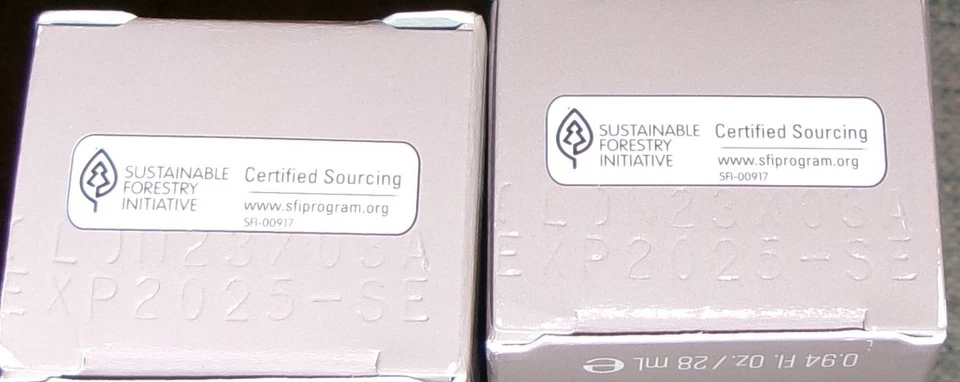 SUSTAINABLE
FORESTRY
INITIATIVE
Certified Sourcing
www.sfiprogram.org
SFI-00917
EXP2025-SE
SUSTAINABLE
FORESTRY
INITIATIVE
Certified Sourcing
www.sfiprogram.org
SFI-00917
EXP2025-SE
0.94 Fl. Oz./28 mL ℮